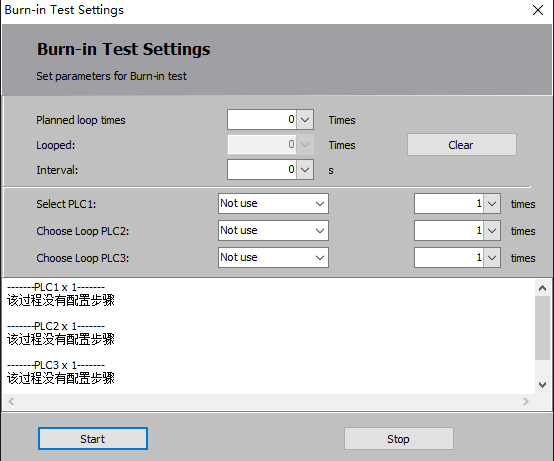 Burn-in Test Settings
Burn-in Test Settings
Set parameters for Burn-in test
Planned loop times 0 Times
Looped: 0 Times Clear
Interval: 0 s
Select PLC1: Not use 1 times
Choose Loop PLC2: Not use 1 times
Choose Loop PLC3: Not use 1 times
-------PLC1 x 1-------
该过程没有配置步骤
-------PLC2 x 1-------
该过程没有配置步骤
-------PLC3 x 1-------
该过程没有配置步骤
Start Stop